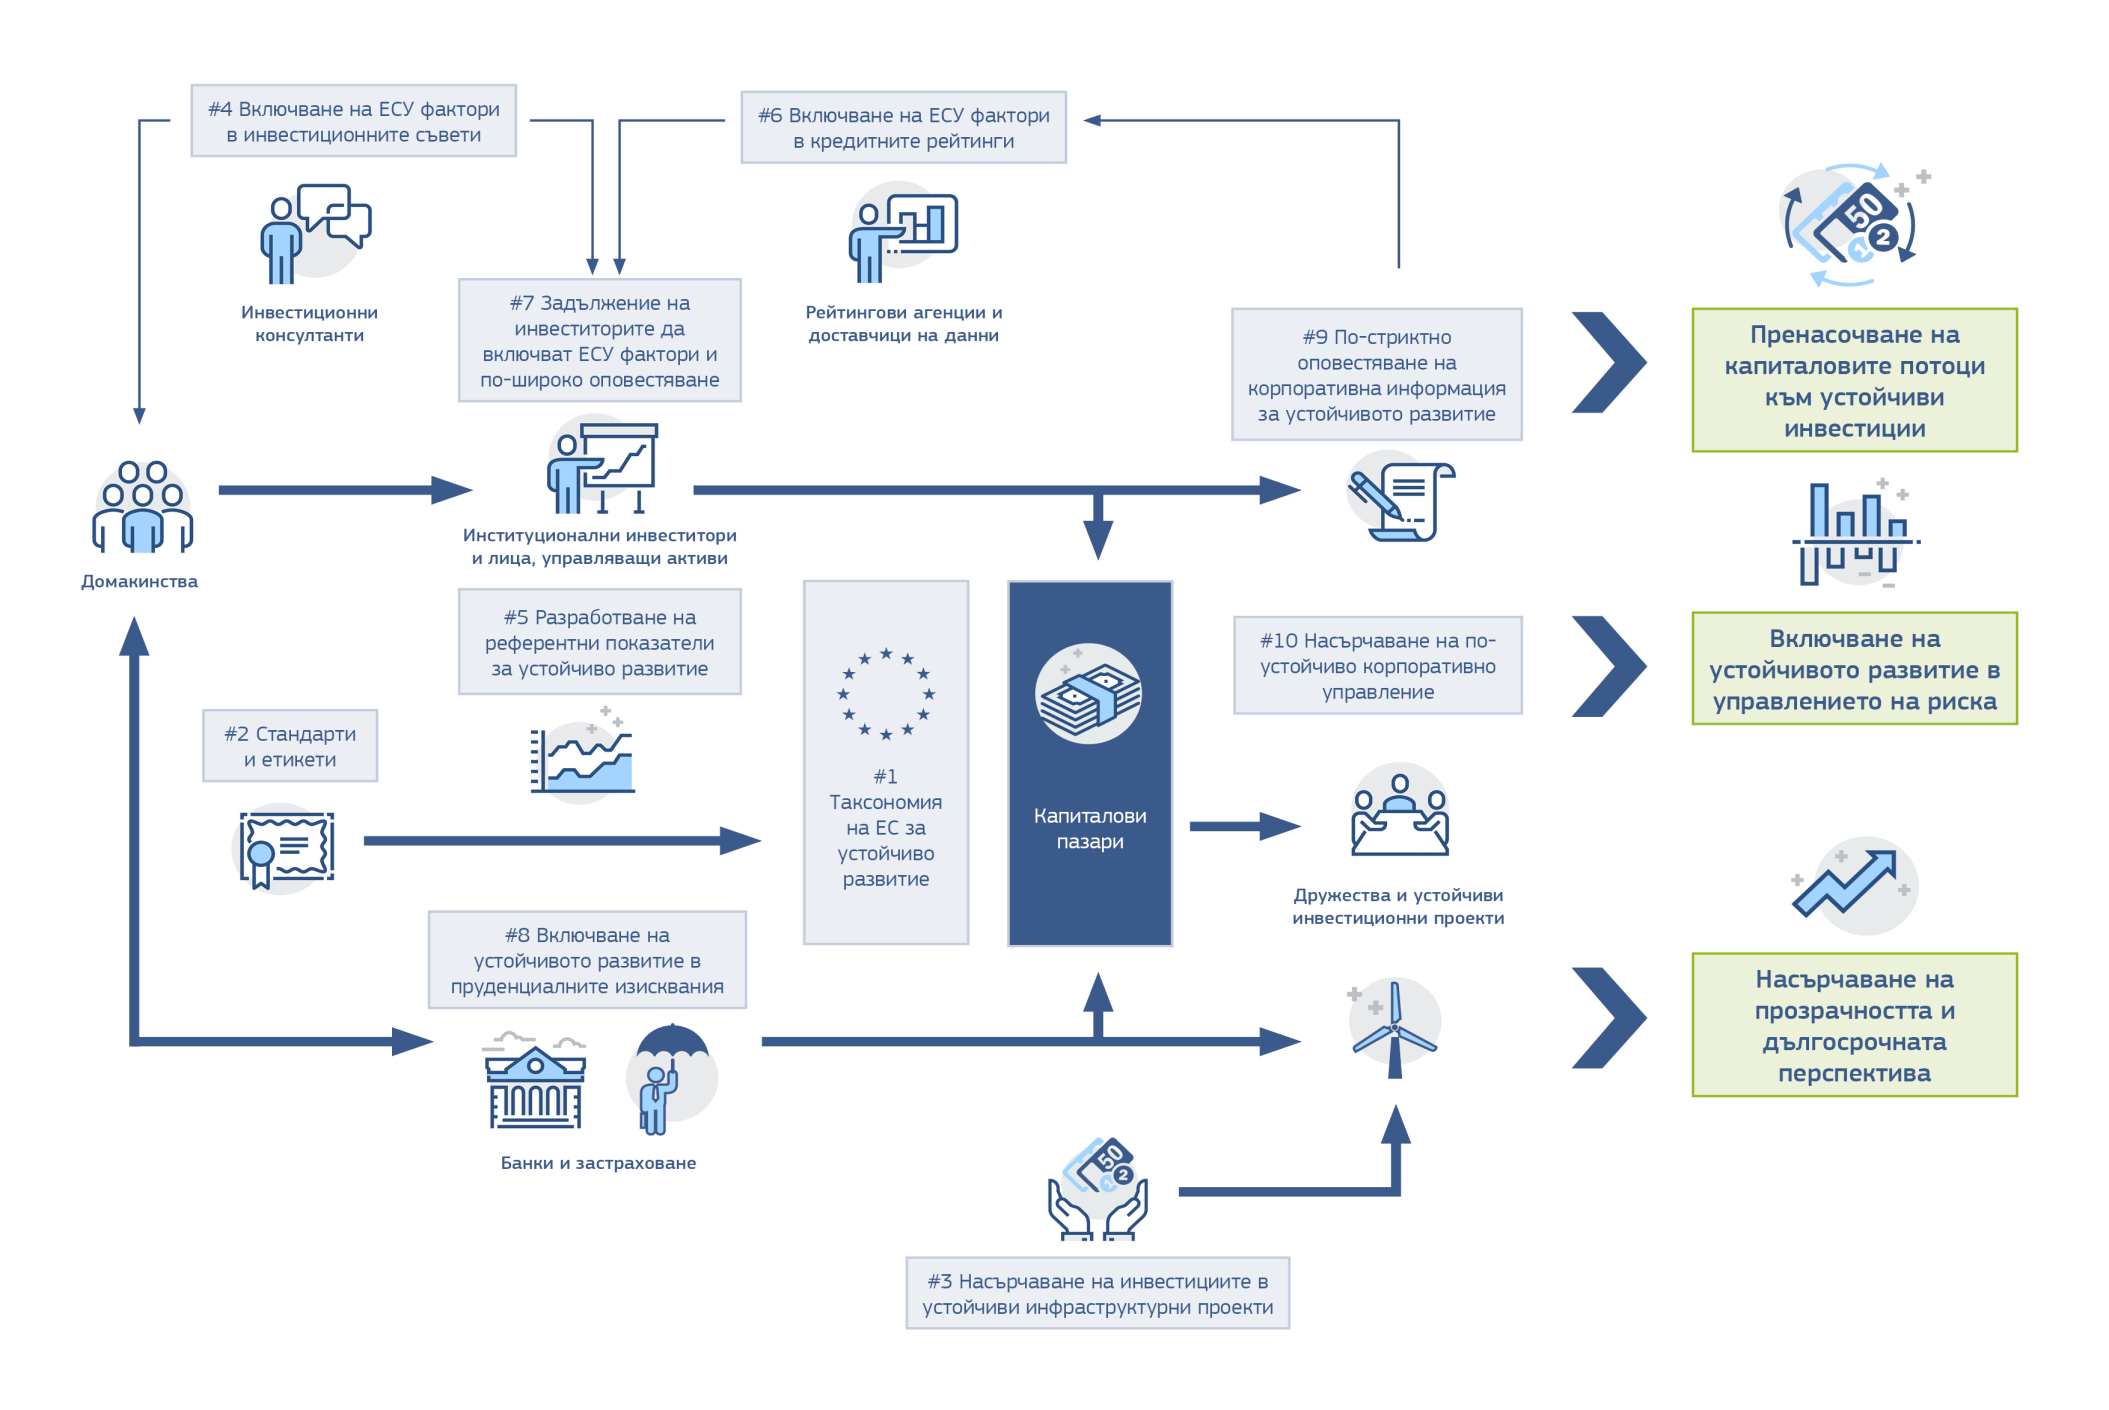 #4 Включване на ЕСУ фактори
в инвестиционните съвети
#6 Включване на ЕСУ фактори
в кредитните рейтинги
Инвестиционни
консултанти
#7 Задължение на
инвеститорите да
включват ЕСУ фактори и
по-широко оповестяване
Рейтингови агенции и
доставчици на данни
#9 По-стриктно
оповестяване на
корпоративна информация
за устойчивото развитие
50
1
2
Пренасочване на
капиталовите потоци
към устойчиви
инвестиции
Домакинства
Институционални инвеститори
и лица, управляващи активи
#5 Разработване на
референтни показатели
за устойчиво развитие
#2 Стандарти
и етикети
#1
Таксономия
на ЕС за
устойчиво
развитие
Капиталови
пазари
#10 Насърчаване на по-
устойчиво корпоративно
управление
Включване на
устойчивото развитие в
управлението на риска
Дружества и устойчиви
инвестиционни проекти
#8 Включване на
устойчивото развитие в
пруденциалните изисквания
Банки и застраховане
Насърчаване на
прозрачността и
дългосрочната
перспектива
50
1
2
#3 Насърчаване на инвестициите в
устойчиви инфраструктурни проекти